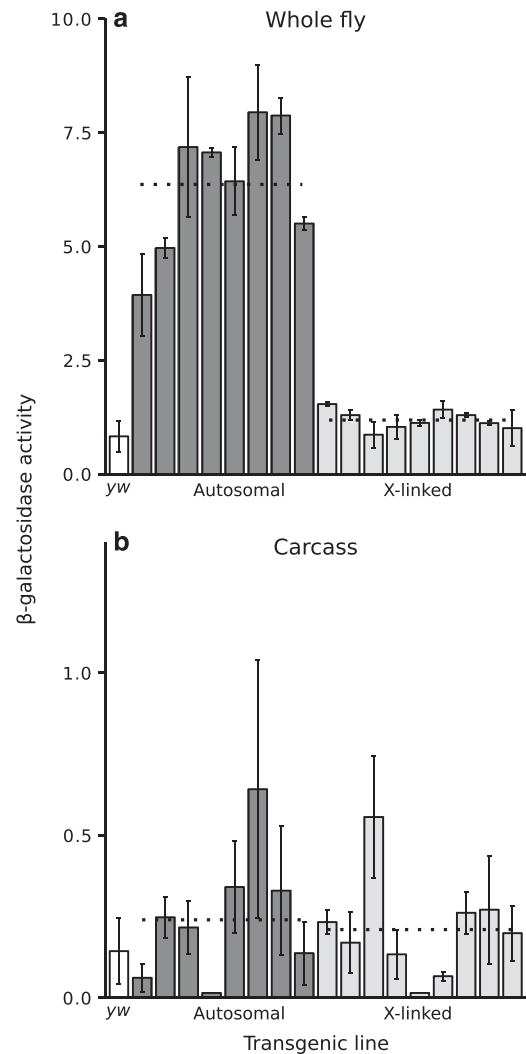 a Whole fly
10.0
7.5
5.0
2.5
0.0
yw Autosomal X-linked
β-galactosidase activity
b Carcass
1.0
0.5
0.0
yw Autosomal X-linked
Transgenic line